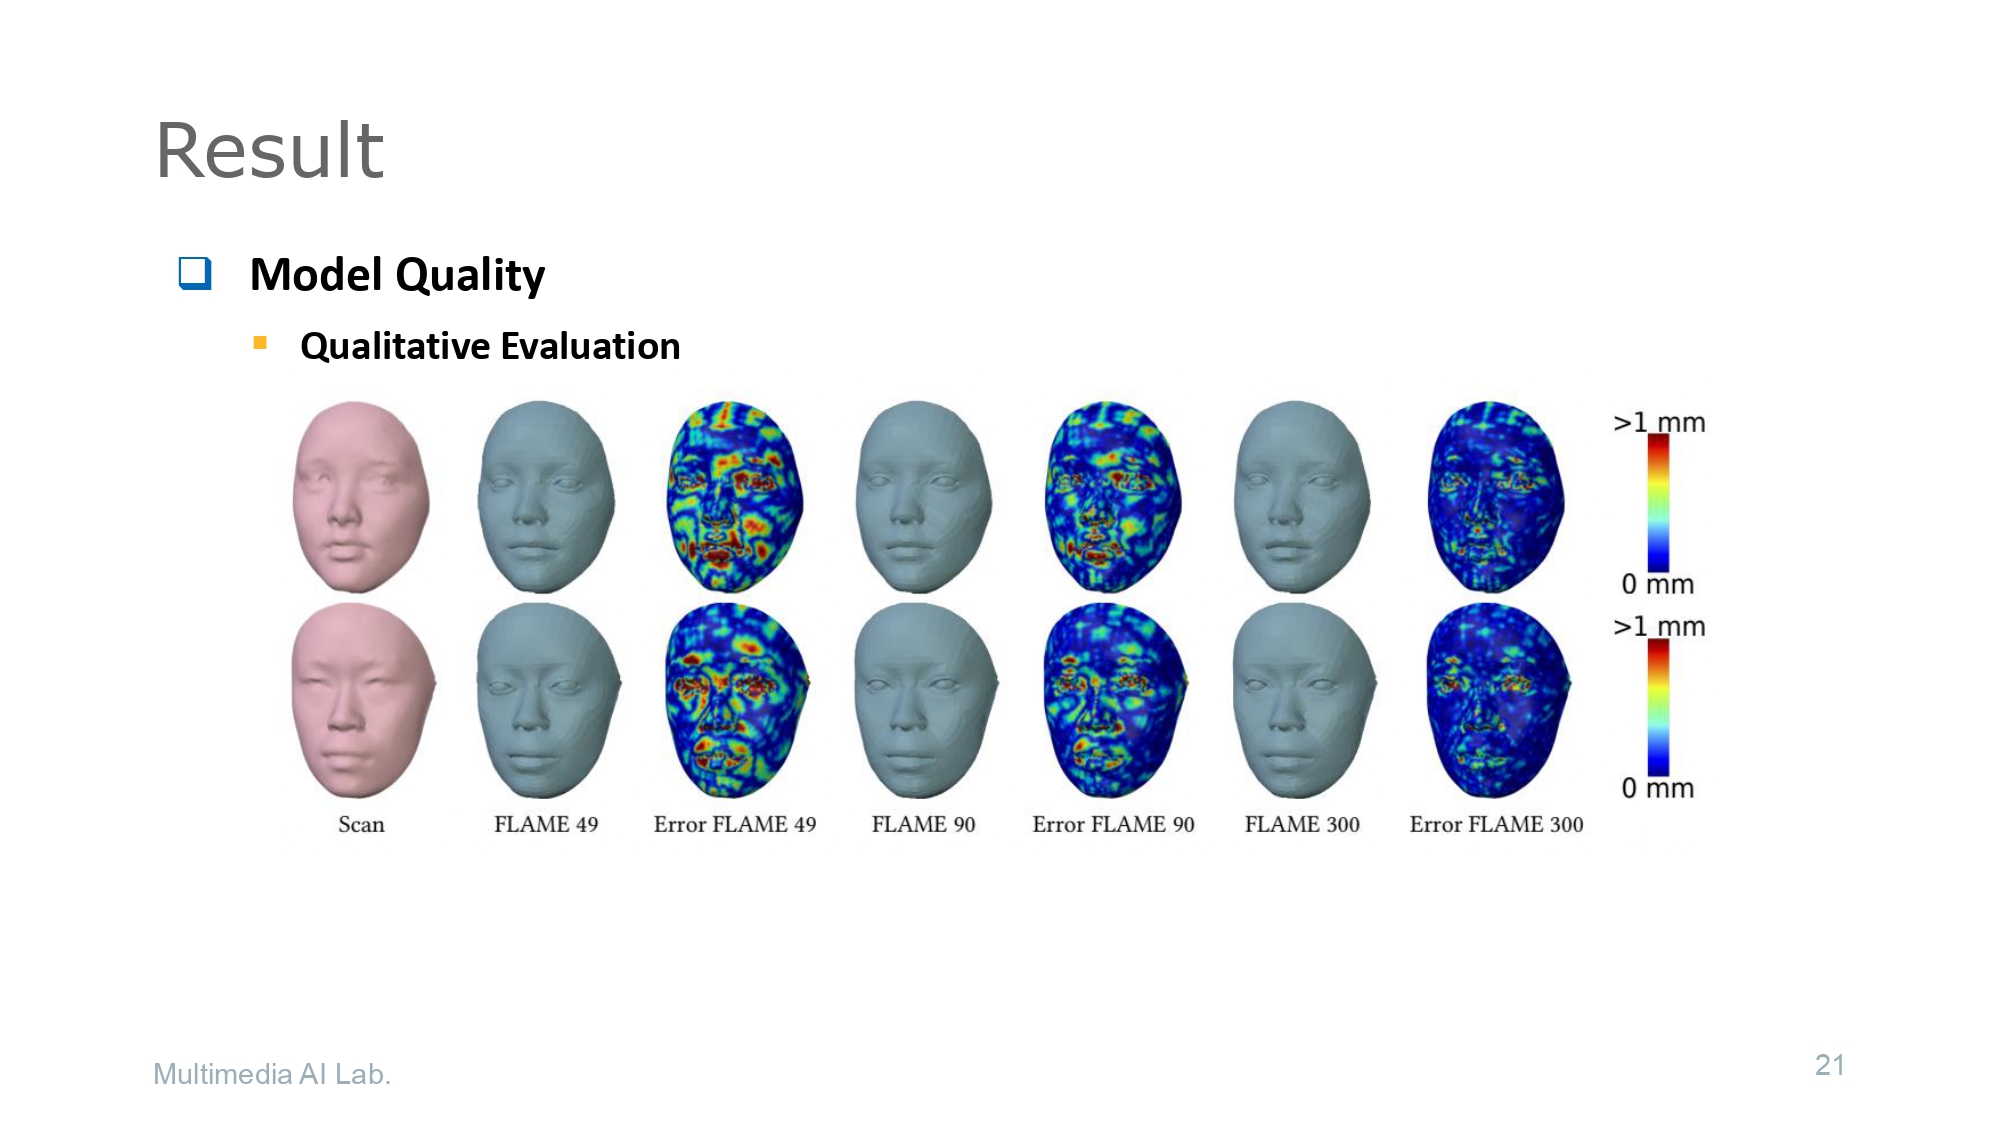 Result
Model Quality
Qualitative Evaluation
>1 mm
0 mm
>1 mm
0 mm
Scan FLAME 49 Error FLAME 49 FLAME 90 Error FLAME 90 FLAME 300 Error FLAME 300
Multimedia AI Lab.
21